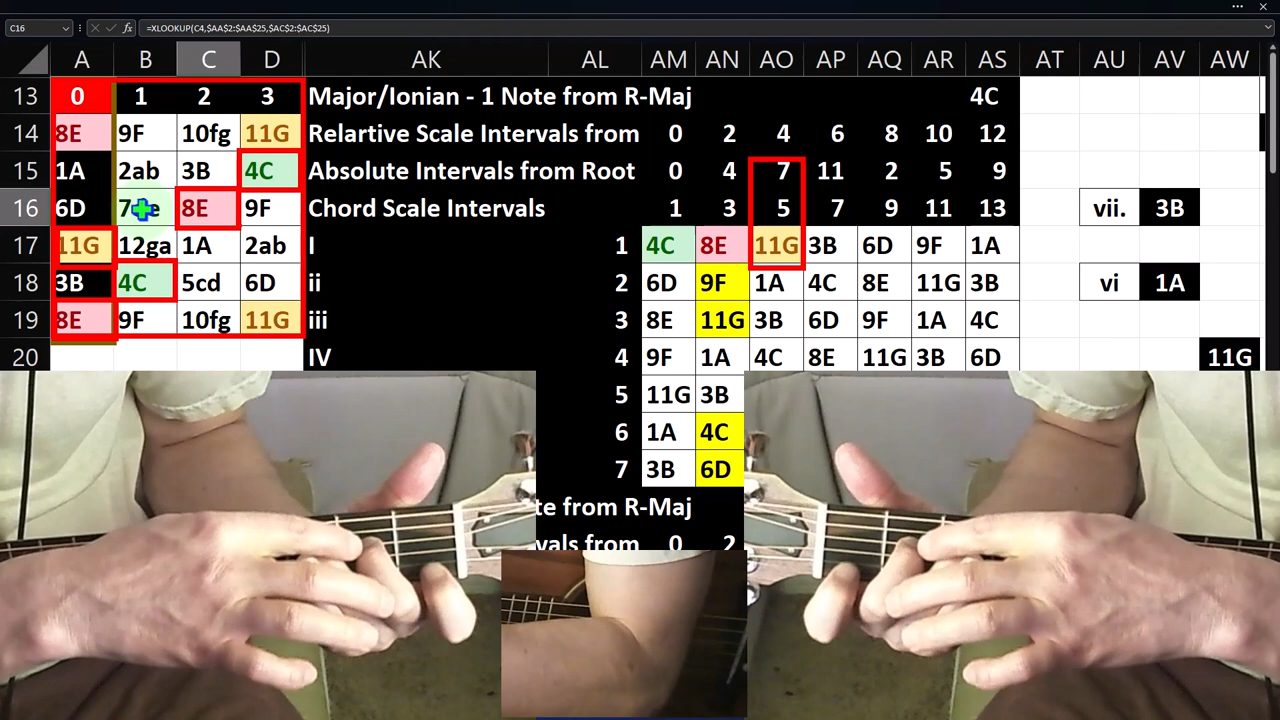 C16 fx =XLOOKUP(C4,$AA$2:$AA$25,$AC$2:$AC$25)
A B C D AK AL AM AN AO AP AQ AR AS AT AU AV AW
13 0 1 2 3 Major/Ionian - 1 Note from R-Maj 4C
14 8E 9F 10fg 11G Relartive Scale Intervals from 0 2 4 6 8 10 12
15 1A 2ab 3B 4C Absolute Intervals from Root 0 4 7 11 2 5 9
16 6D 8E 9F Chord Scale Intervals 1 3 5 7 9 11 13 vii. 3B
17 11G 12ga 1A 2ab I 1 4C 8E 11G 3B 6D 9F 1A
18 3B 4C 5cd 6D ii 2 6D 9F 1A 4C 8E 11G 3B vi 1A
19 8E 9F 10fg 11G iii 3 8E 11G 3B 6D 9F 1A 4C
20 IV 4 9F 1A 4C 8E 11G 3B 6D 11G
5 11G 3B
6 1A 4C
7 3B 6D
te from R-Maj
vals from 0 2